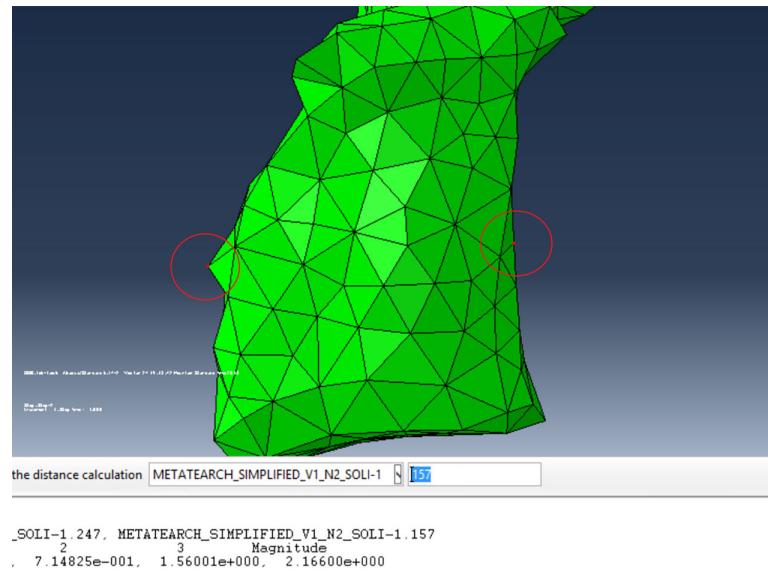 the distance calculation METATEARCH_SIMPLIFIED_V1_N2_SOLI-1 157
_SOLI-1.247, METATEARCH_SIMPLIFIED_V1_N2_SOLI-1.157
2 3 Magnitude
, 7.14825e-001, 1.56001e+000, 2.16600e+000